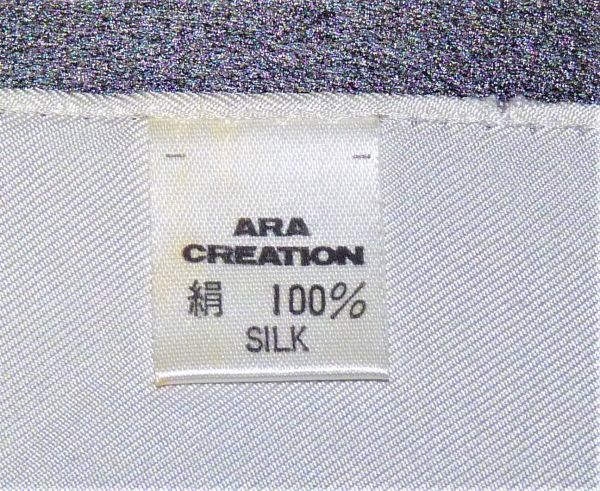 ARA
CREATION
絹 100%
SILK